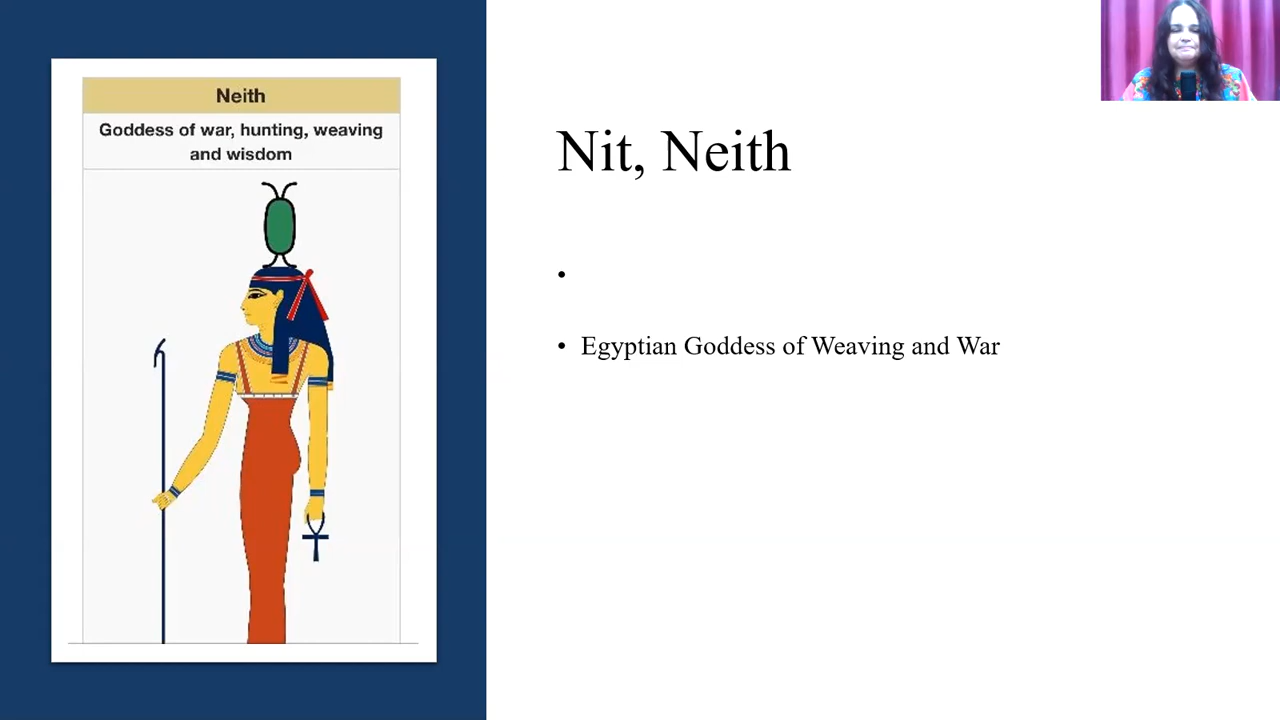 Neith
Goddess of war, hunting, weaving
and wisdom
Nit, Neith
•
• Egyptian Goddess of Weaving and War